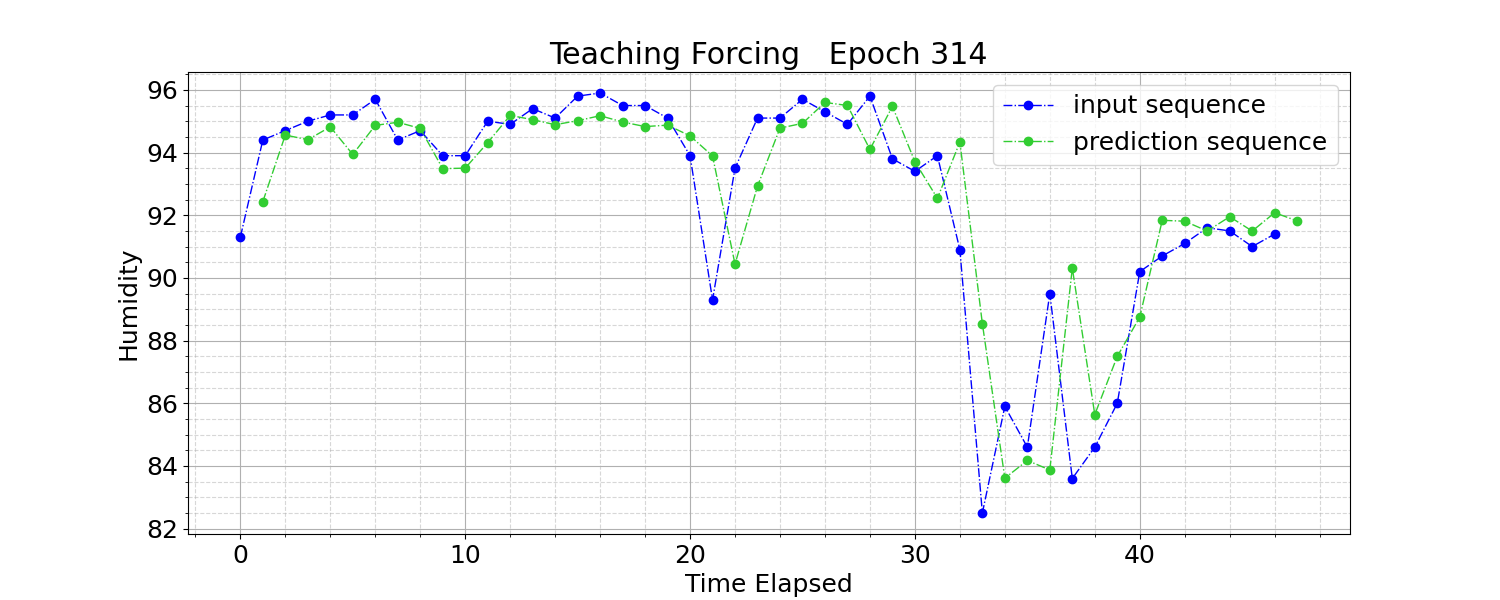 Teaching Forcing   Epoch 314
96
94
92
90
88
86
84
82
Humidity
input sequence
prediction sequence
0 10 20 30 40
Time Elapsed